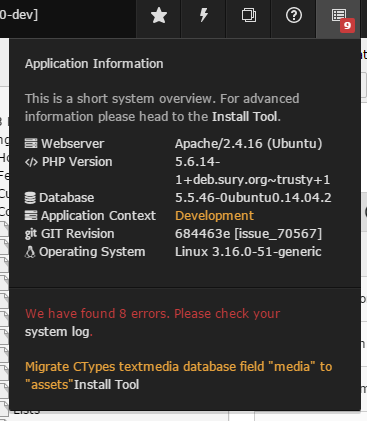 0-dev]
9
Application Information
This is a short system overview. For advanced
information please head to the Install Tool.
Webserver Apache/2.4.16 (Ubuntu)
PHP Version 5.6.14-
1+deb.sury.org~trusty+1
Database 5.5.46-0ubuntu0.14.04.2
Application Context Development
git GIT Revision 684463e [issue_70567]
Operating System Linux 3.16.0-51-generic
We have found 8 errors. Please check your
system log.
Migrate CTypes textmedia database field "media" to
"assets"Install Tool
Lists